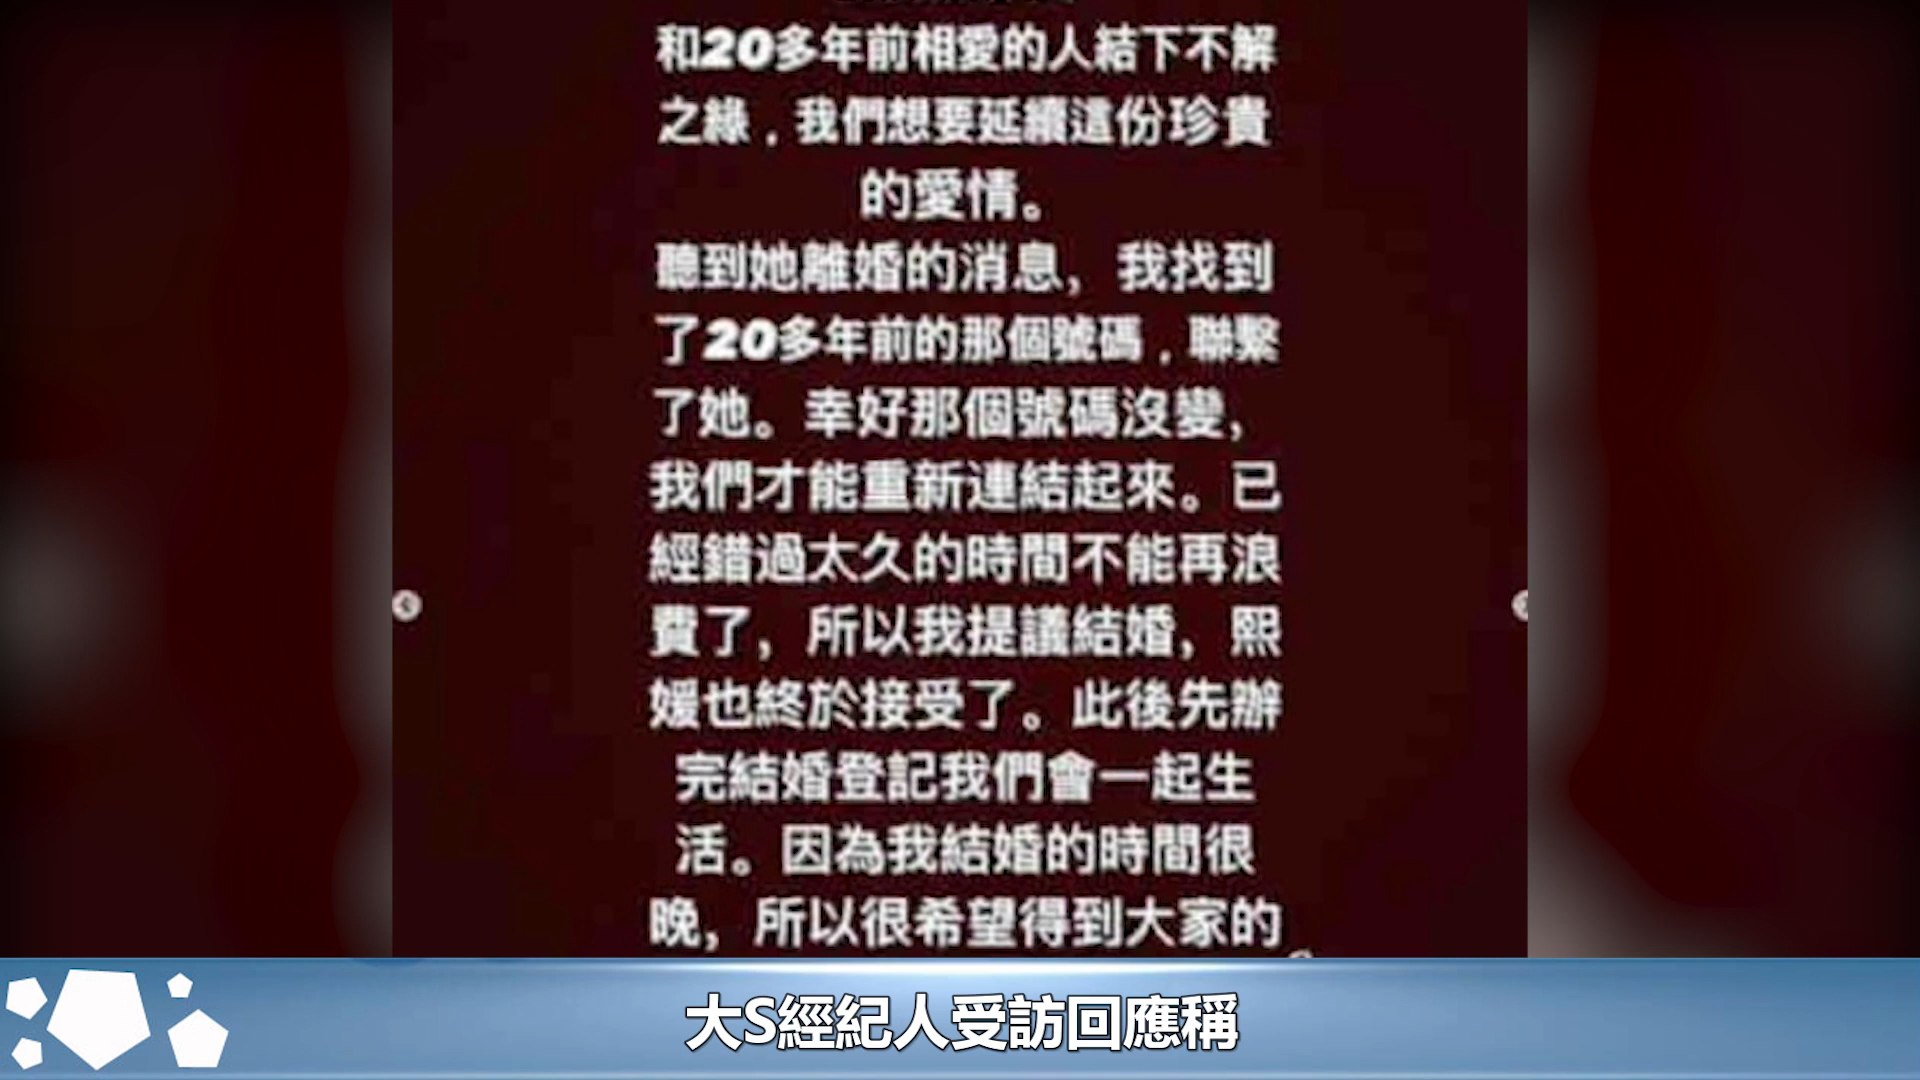 和20多年前相愛的人結下不解
之緣，我們想要延續這份珍貴
的愛情。
聽到她離婚的消息，我找到
了20多年前的那個號碼，聯繫
了她。幸好那個號碼沒變，
我們才能重新連結起來。已
經錯過太久的時間不能再浪
費了，所以我提議結婚，熙
媛也終於接受了。此後先辦
完結婚登記我們會一起生
活。因為我結婚的時間很
晚，所以很希望得到大家的
大S經紀人受訪回應稱